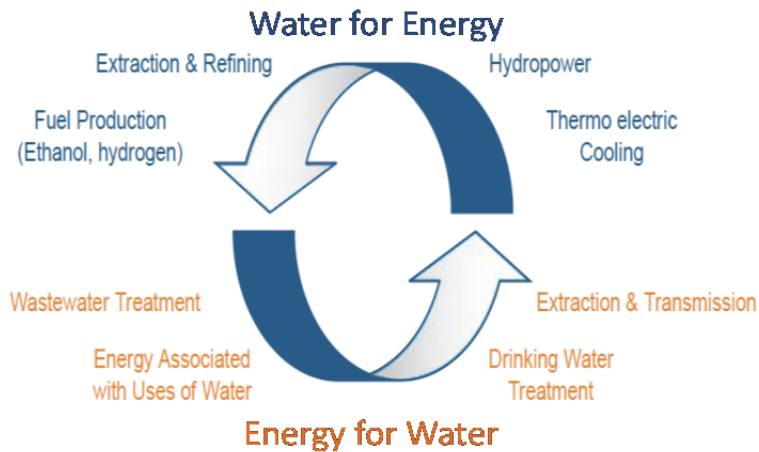 Water for Energy
Extraction & Refining
Hydropower
Fuel Production
(Ethanol, hydrogen)
Thermo electric
Cooling
Wastewater Treatment
Extraction & Transmission
Energy Associated
with Uses of Water
Drinking Water
Treatment
Energy for Water